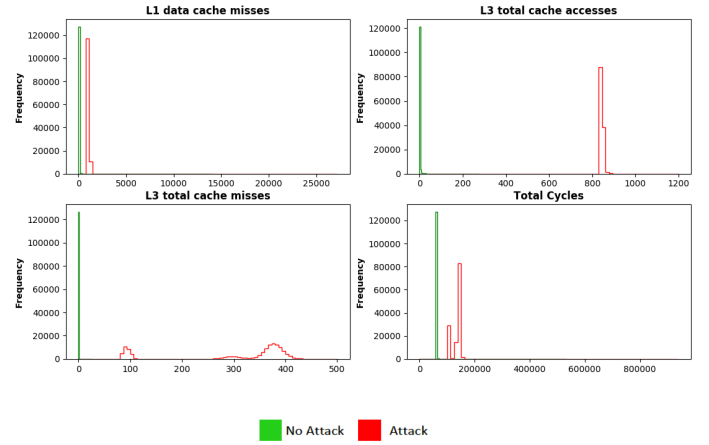 L1 data cache misses
Frequency
120000
100000
80000
60000
40000
20000
0
0 5000 10000 15000 20000 25000
L3 total cache accesses
Frequency
120000
100000
80000
60000
40000
20000
0
0 200 400 600 800 1000 1200
L3 total cache misses
Frequency
120000
100000
80000
60000
40000
20000
0
0 100 200 300 400 500
Total Cycles
Frequency
120000
100000
80000
60000
40000
20000
0
0 200000 400000 600000 800000
No Attack Attack